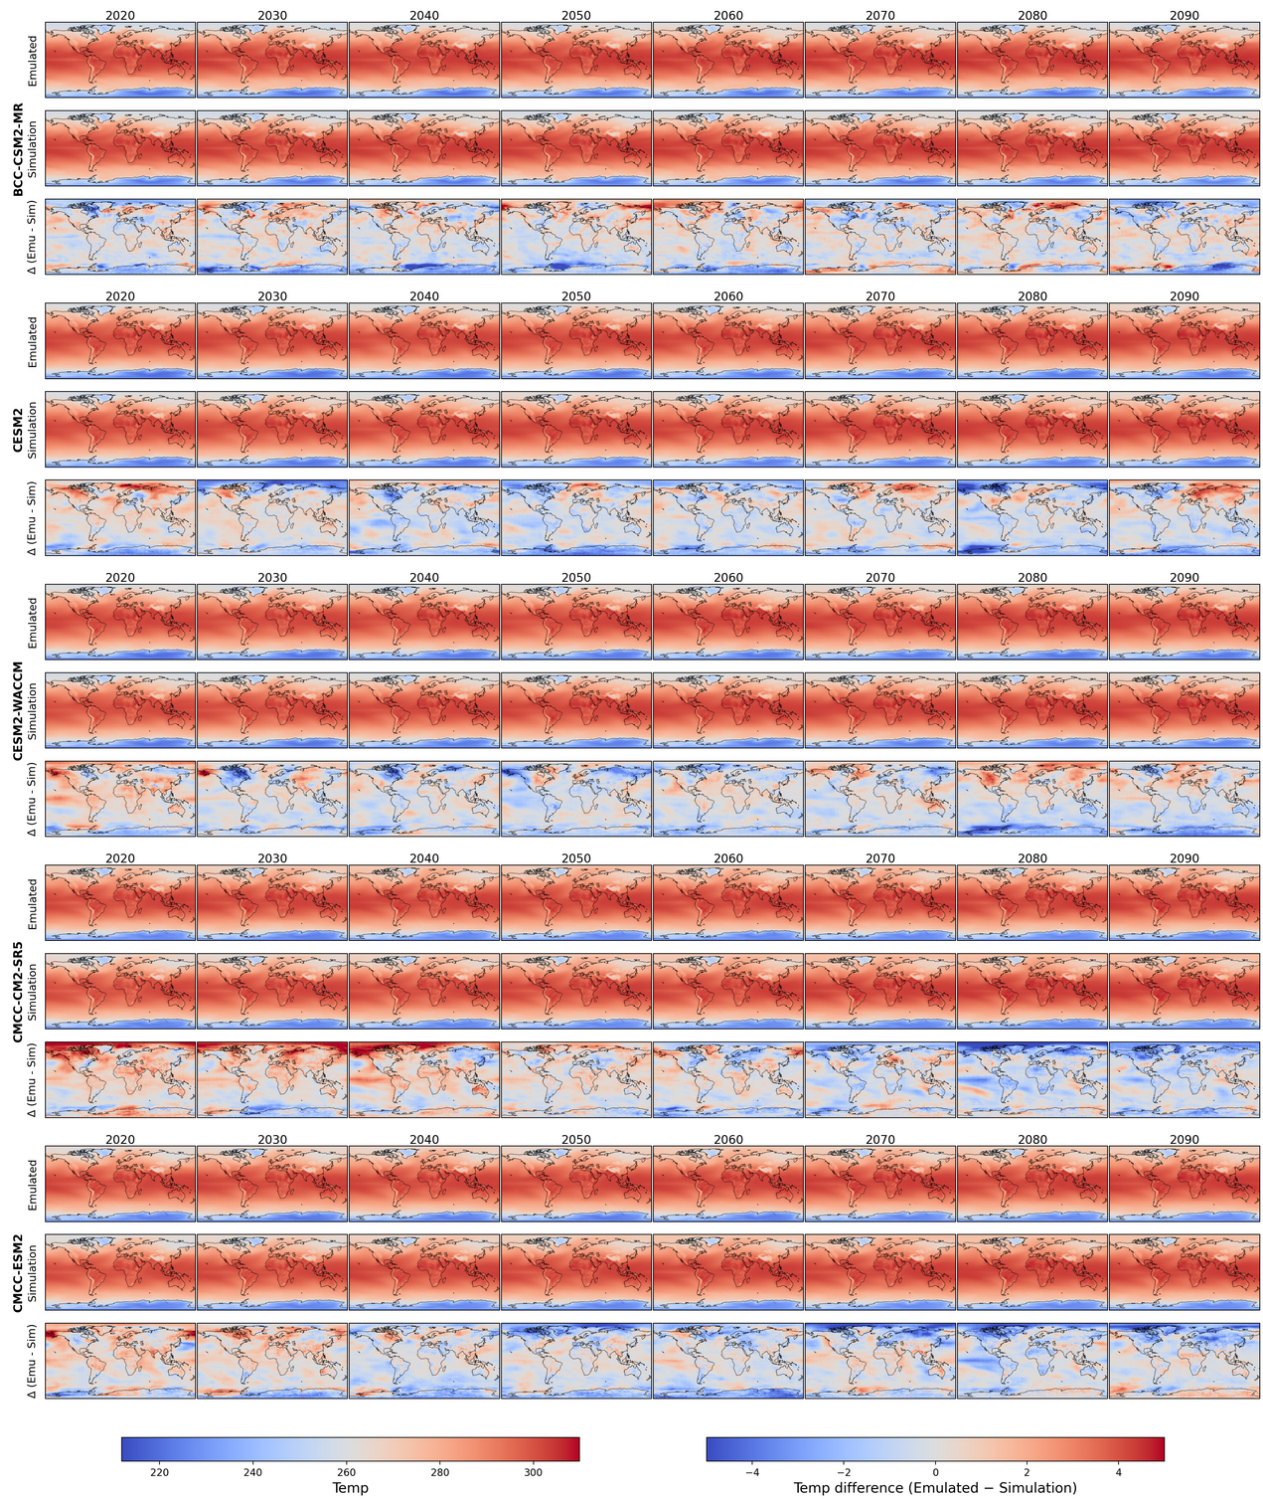 2020 2030 2040 2050 2060 2070 2080 2090
BCC-CSM2-MR
Emulated
Simulation
Δ (Emu - Sim)
2020 2030 2040 2050 2060 2070 2080 2090
CESM2
Emulated
Simulation
Δ (Emu - Sim)
2020 2030 2040 2050 2060 2070 2080 2090
CESM2-WACCM
Emulated
Simulation
Δ (Emu - Sim)
2020 2030 2040 2050 2060 2070 2080 2090
CMCC-CM2-SR5
Emulated
Simulation
Δ (Emu - Sim)
2020 2030 2040 2050 2060 2070 2080 2090
CMCC-ESM2
Emulated
Simulation
Δ (Emu - Sim)
220 240 260 280 300
Temp
−4 −2 0 2 4
Temp difference (Emulated − Simulation)